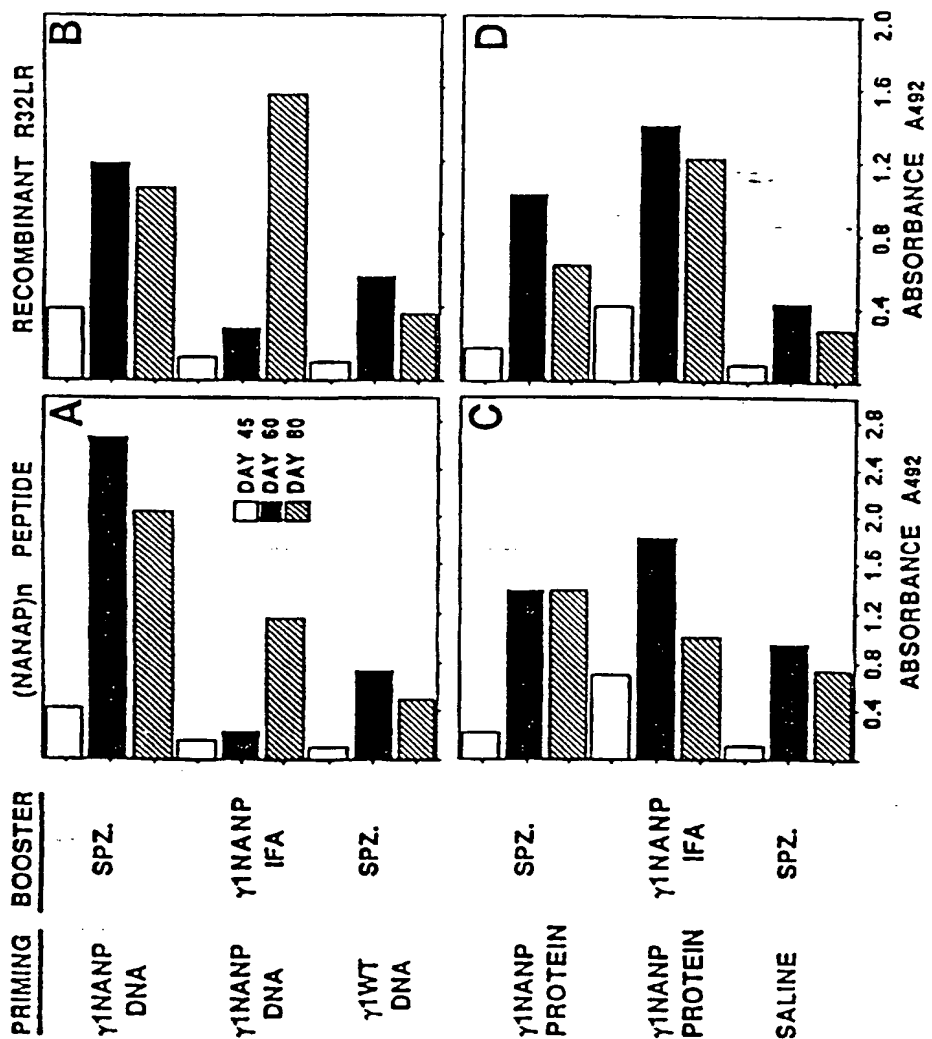 PRIMING BOOSTER
(NANAP)n PEPTIDE
RECOMBINANT R32LR
γ1NANP
DNA
SPZ.
γ1NANP
DNA
γ1NANP
IFA
γ1WT
DNA
SPZ.
A
DAY 45
DAY 60
DAY 80
B
γ1NANP
PROTEIN
SPZ.
γ1NANP
PROTEIN
γ1NANP
IFA
SALINE
SPZ.
C
D
0.4 0.8 1.2 1.6 2.0 2.4 2.8
ABSORBANCE A492
0.4 0.8 1.2 1.6 2.0
ABSORBANCE A492